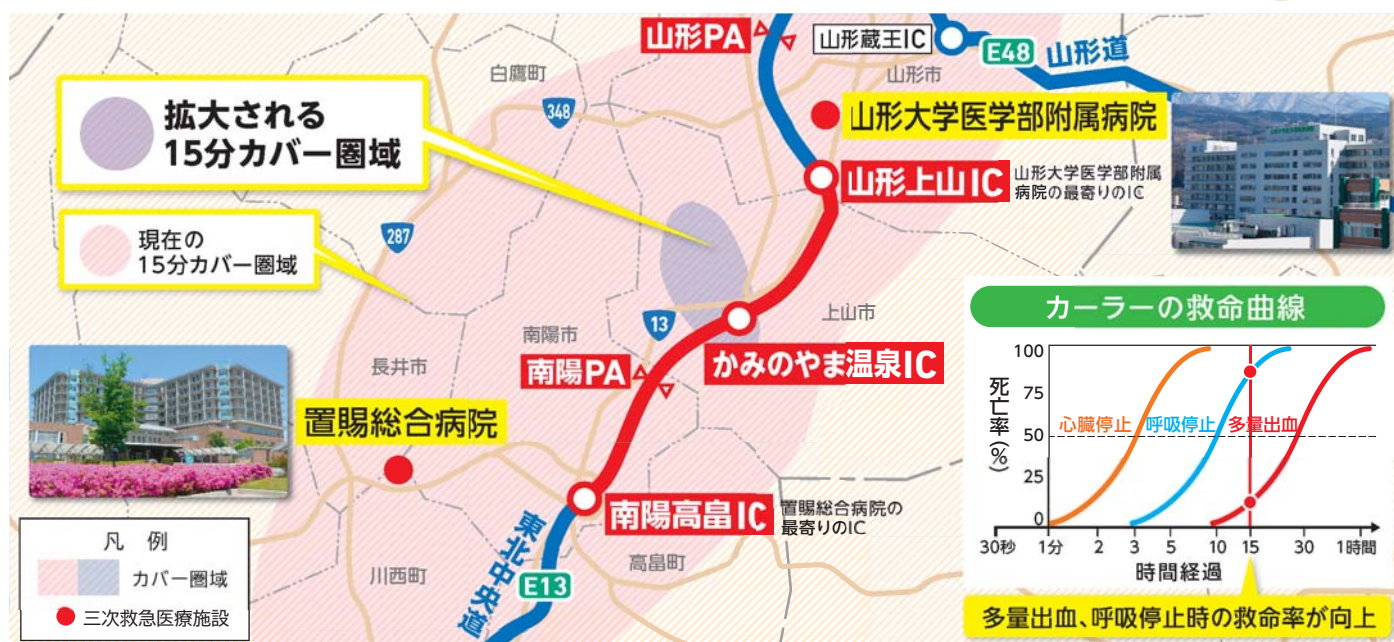 山形PA
山形蔵王IC
E48
山形道
白鷹町
山形市
拡大される
15分カバー圏域
348
山形大学医学部附属病院
山形上山IC
山形大学医学部附属
病院の最寄りのIC
現在の
15分カバー圏域
287
南陽市
13
上山市
長井市
南陽PA
かみのやま温泉IC
置賜総合病院
南陽高畠IC
置賜総合病院の
最寄りのIC
東北中央道
E13
高畠町
川西町
凡 例
カバー圏域
三次救急医療施設
カーラーの救命曲線
死亡率(%)
100
75
50
25
0
心臓停止
呼吸停止
多量出血
30秒 1分 2 3 5 10 15 30 1時間
時間経過
多量出血、呼吸停止時の救命率が向上